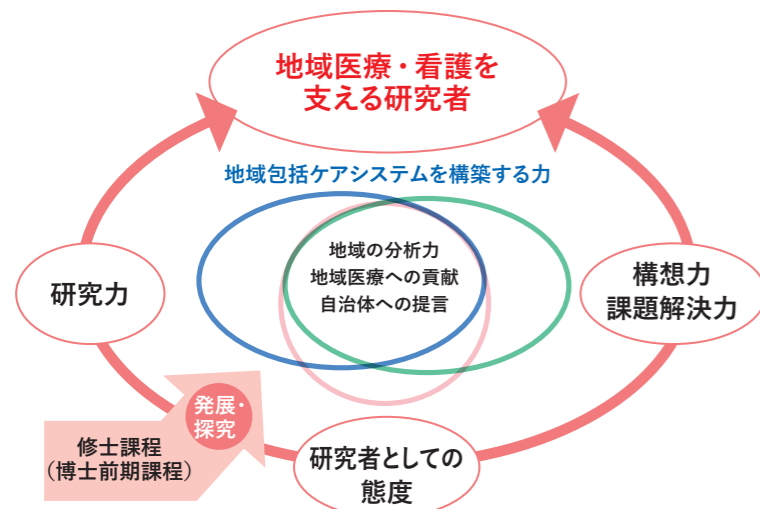 地域医療・看護を
支える研究者
地域包括ケアシステムを構築する力
地域の分析力
地域医療への貢献
自治体への提言
研究力
構想力
課題解決力
発展・
探究
修士課程
（博士前期課程）
研究者としての
態度